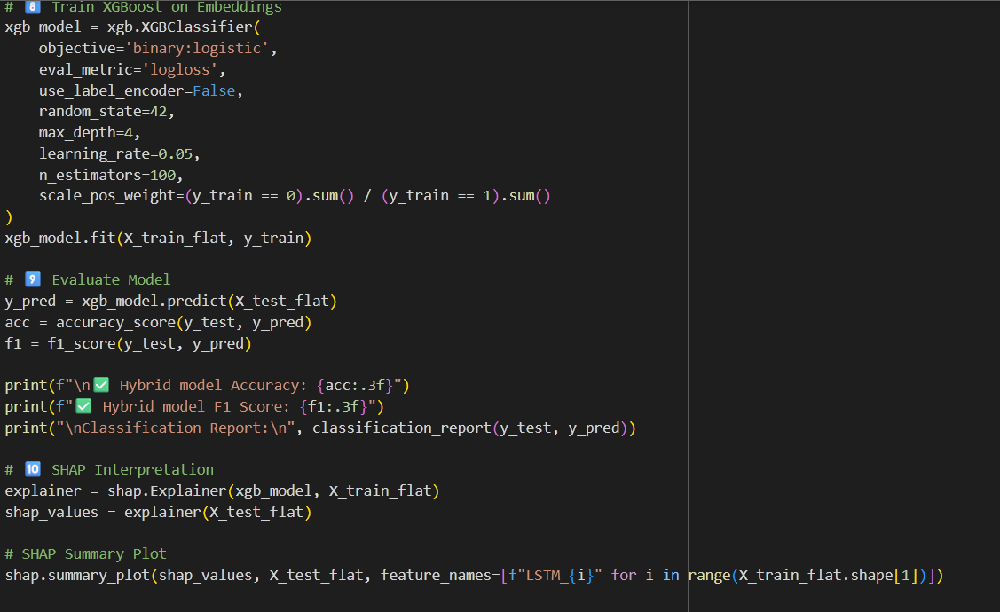 # 8️⃣ Train XGBoost on Embeddings
xgb_model = xgb.XGBClassifier(
    objective='binary:logistic',
    eval_metric='logloss',
    use_label_encoder=False,
    random_state=42,
    max_depth=4,
    learning_rate=0.05,
    n_estimators=100,
    scale_pos_weight=(y_train == 0).sum() / (y_train == 1).sum()
)
xgb_model.fit(X_train_flat, y_train)

# 9️⃣ Evaluate Model
y_pred = xgb_model.predict(X_test_flat)
acc = accuracy_score(y_test, y_pred)
f1 = f1_score(y_test, y_pred)

print(f"\n✅ Hybrid model Accuracy: {acc:.3f}")
print(f"✅ Hybrid model F1 Score: {f1:.3f}")
print("\nClassification Report:\n", classification_report(y_test, y_pred))

# 🔟 SHAP Interpretation
explainer = shap.Explainer(xgb_model, X_train_flat)
shap_values = explainer(X_test_flat)

# SHAP Summary Plot
shap.summary_plot(shap_values, X_test_flat, feature_names=[f"LSTM_{i}" for i in range(X_train_flat.shape[1])])